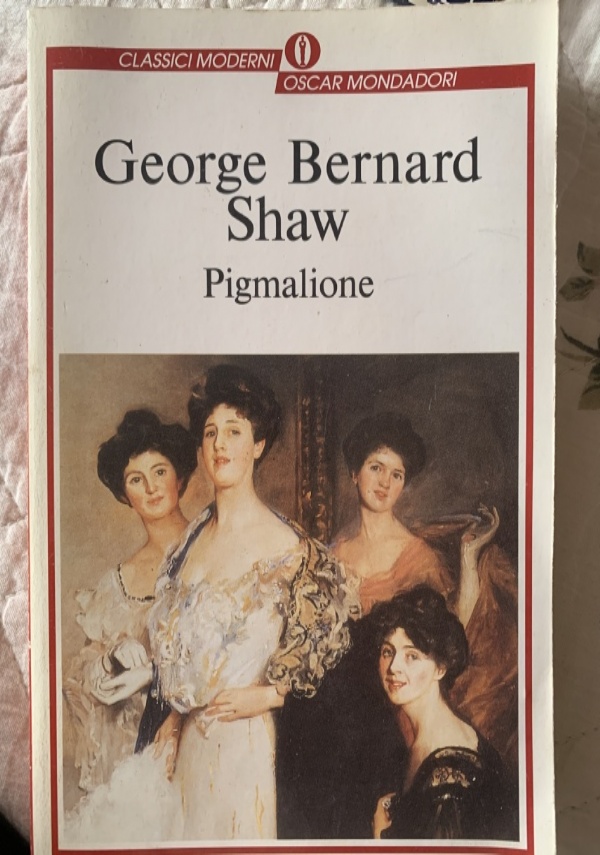 CLASSICI MODERNI
OSCAR MONDADORI
George Bernard
Shaw
Pigmalione